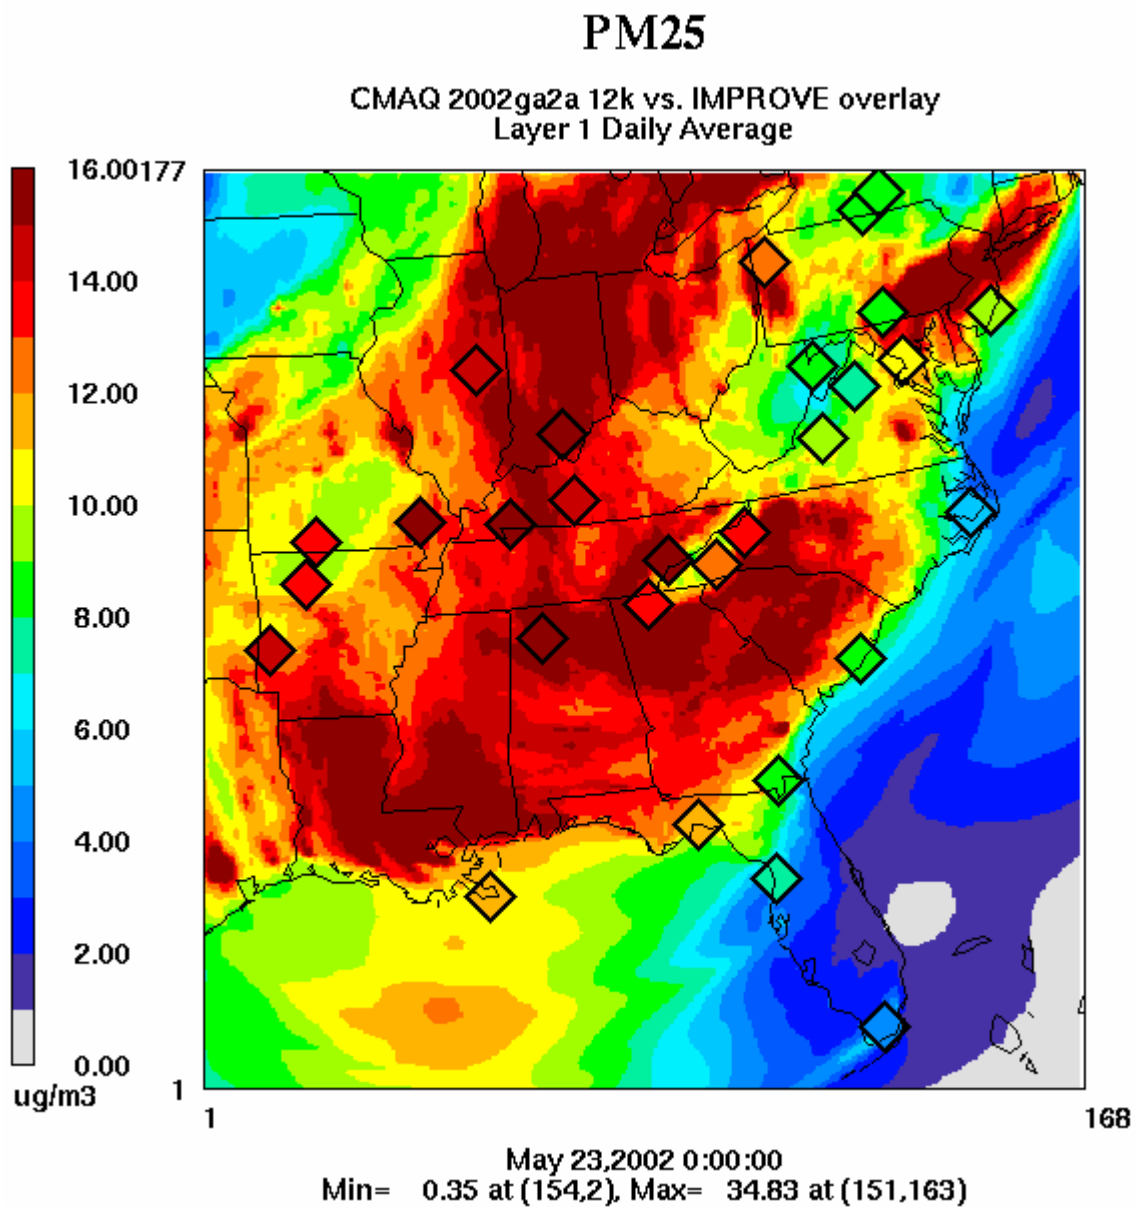 PM25
CMAQ 2002ga2a 12k vs. IMPROVE overlay
Layer 1 Daily Average
16.00
177
14.00
12.00
10.00
8.00
6.00
4.00
2.00
0.00
ug/m3
1
1
168
May 23,2002 0:00:00
Min= 0.35 at (154,2), Max= 34.83 at (151,163)